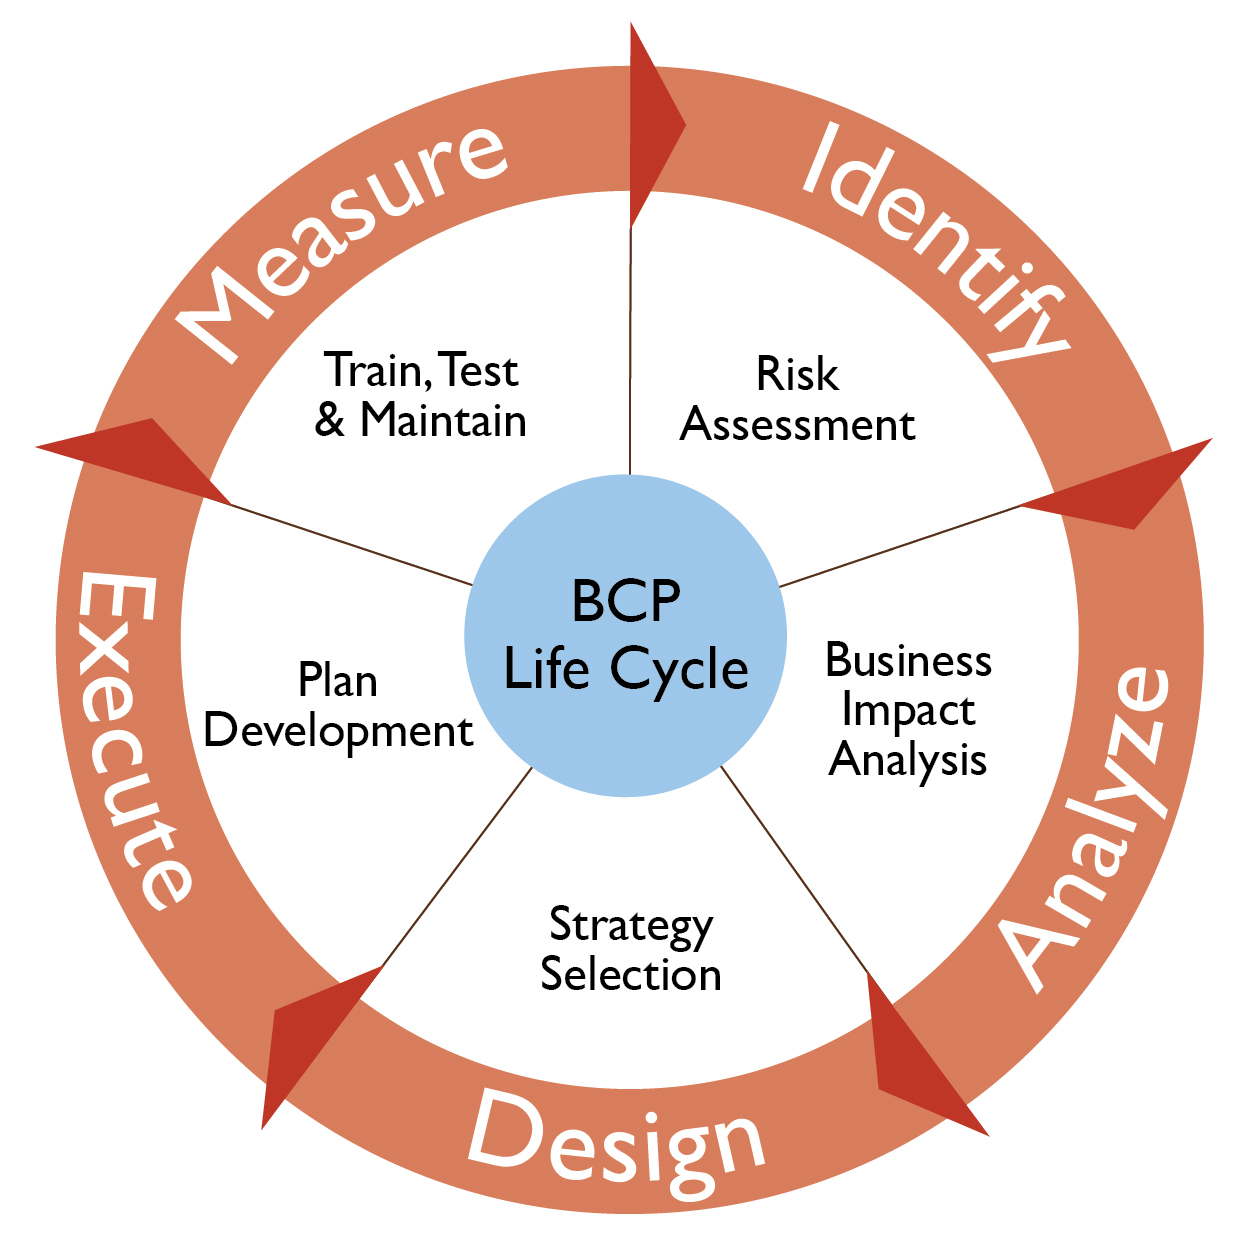 Identify
Risk
Assessment
Analyze
Business
Impact
Analysis
Design
Strategy
Selection
Execute
Plan
Development
Measure
Train, Test
& Maintain
BCP
Life Cycle